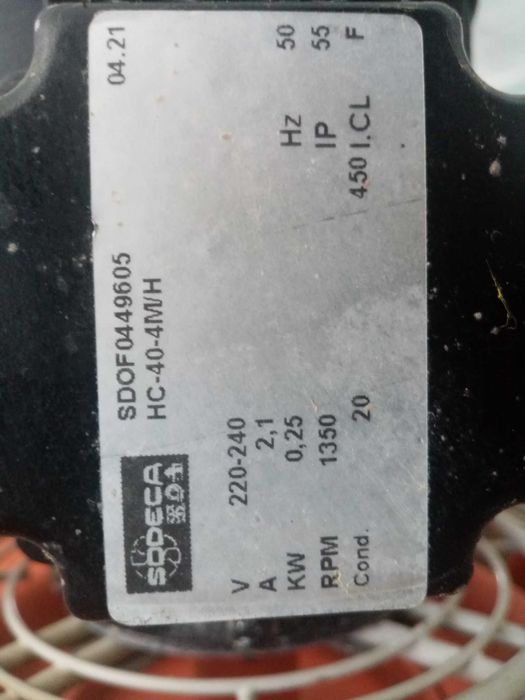 SODECA
04.21
SDOF0449605
HC-40-4M/H
V 220-240 Hz 50
A 2,1 IP 55
KW 0,25 450 I.CL F
RPM 1350
Cond. 20